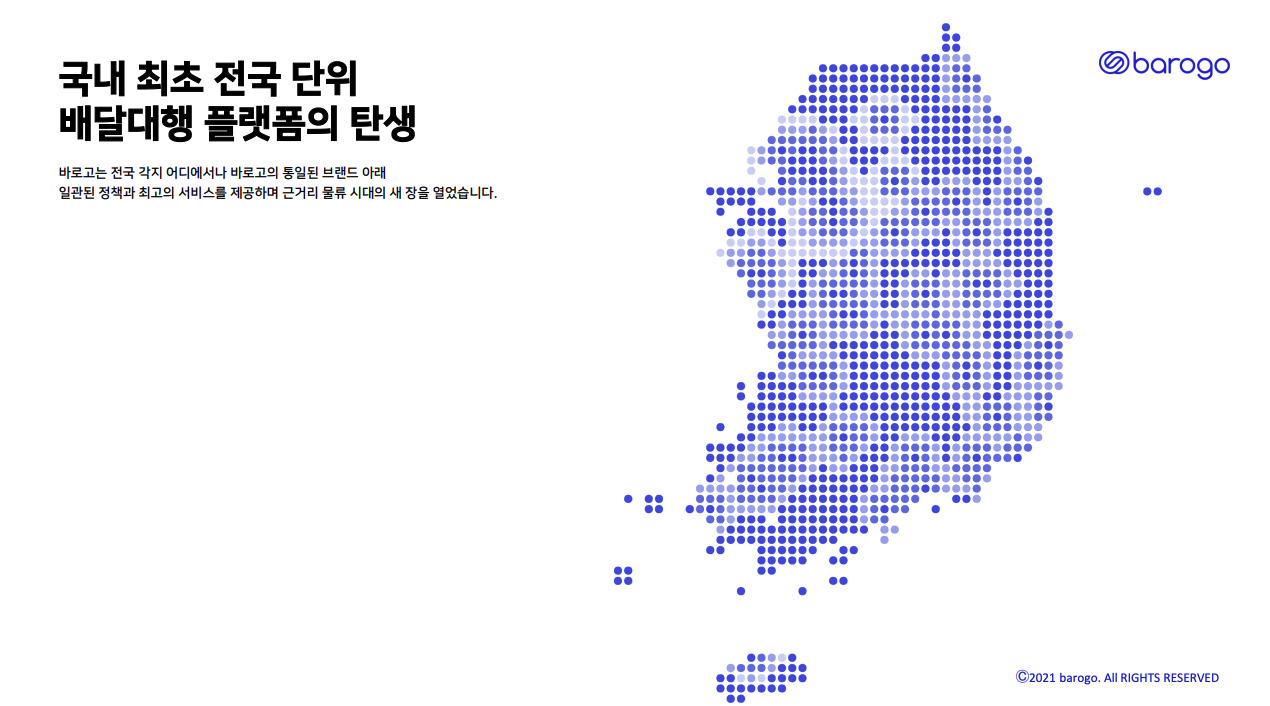 국내 최초 전국 단위
배달대행 플랫폼의 탄생
바로고는 전국 각지 어디에서나 바로고의 통일된 브랜드 아래
일관된 정책과 최고의 서비스를 제공하며 근거리 물류 시대의 새 장을 열었습니다.
barogo
©2021 barogo. All RIGHTS RESERVED